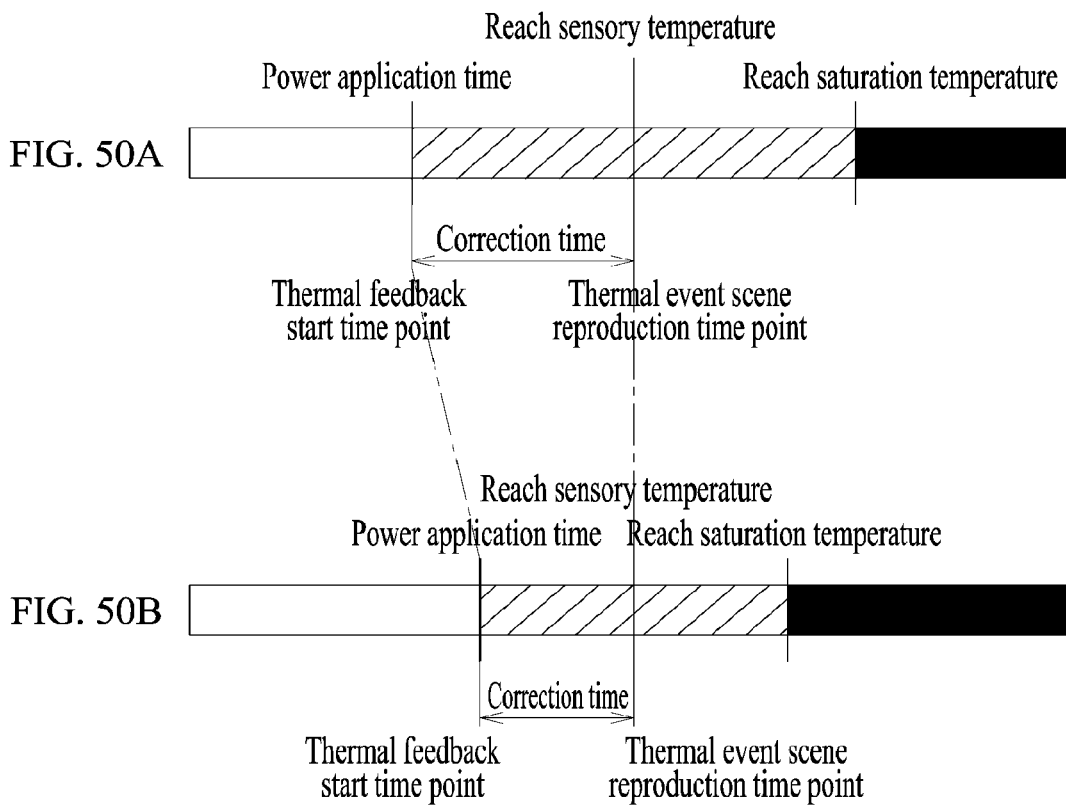 Reach sensory temperature
Power application time
Reach saturation temperature
FIG. 50A
Correction time
Thermal feedback
start time point
Thermal event scene
reproduction time point
Reach sensory temperature
Power application time
Reach saturation temperature
FIG. 50B
Correction time
Thermal feedback
start time point
Thermal event scene
reproduction time point